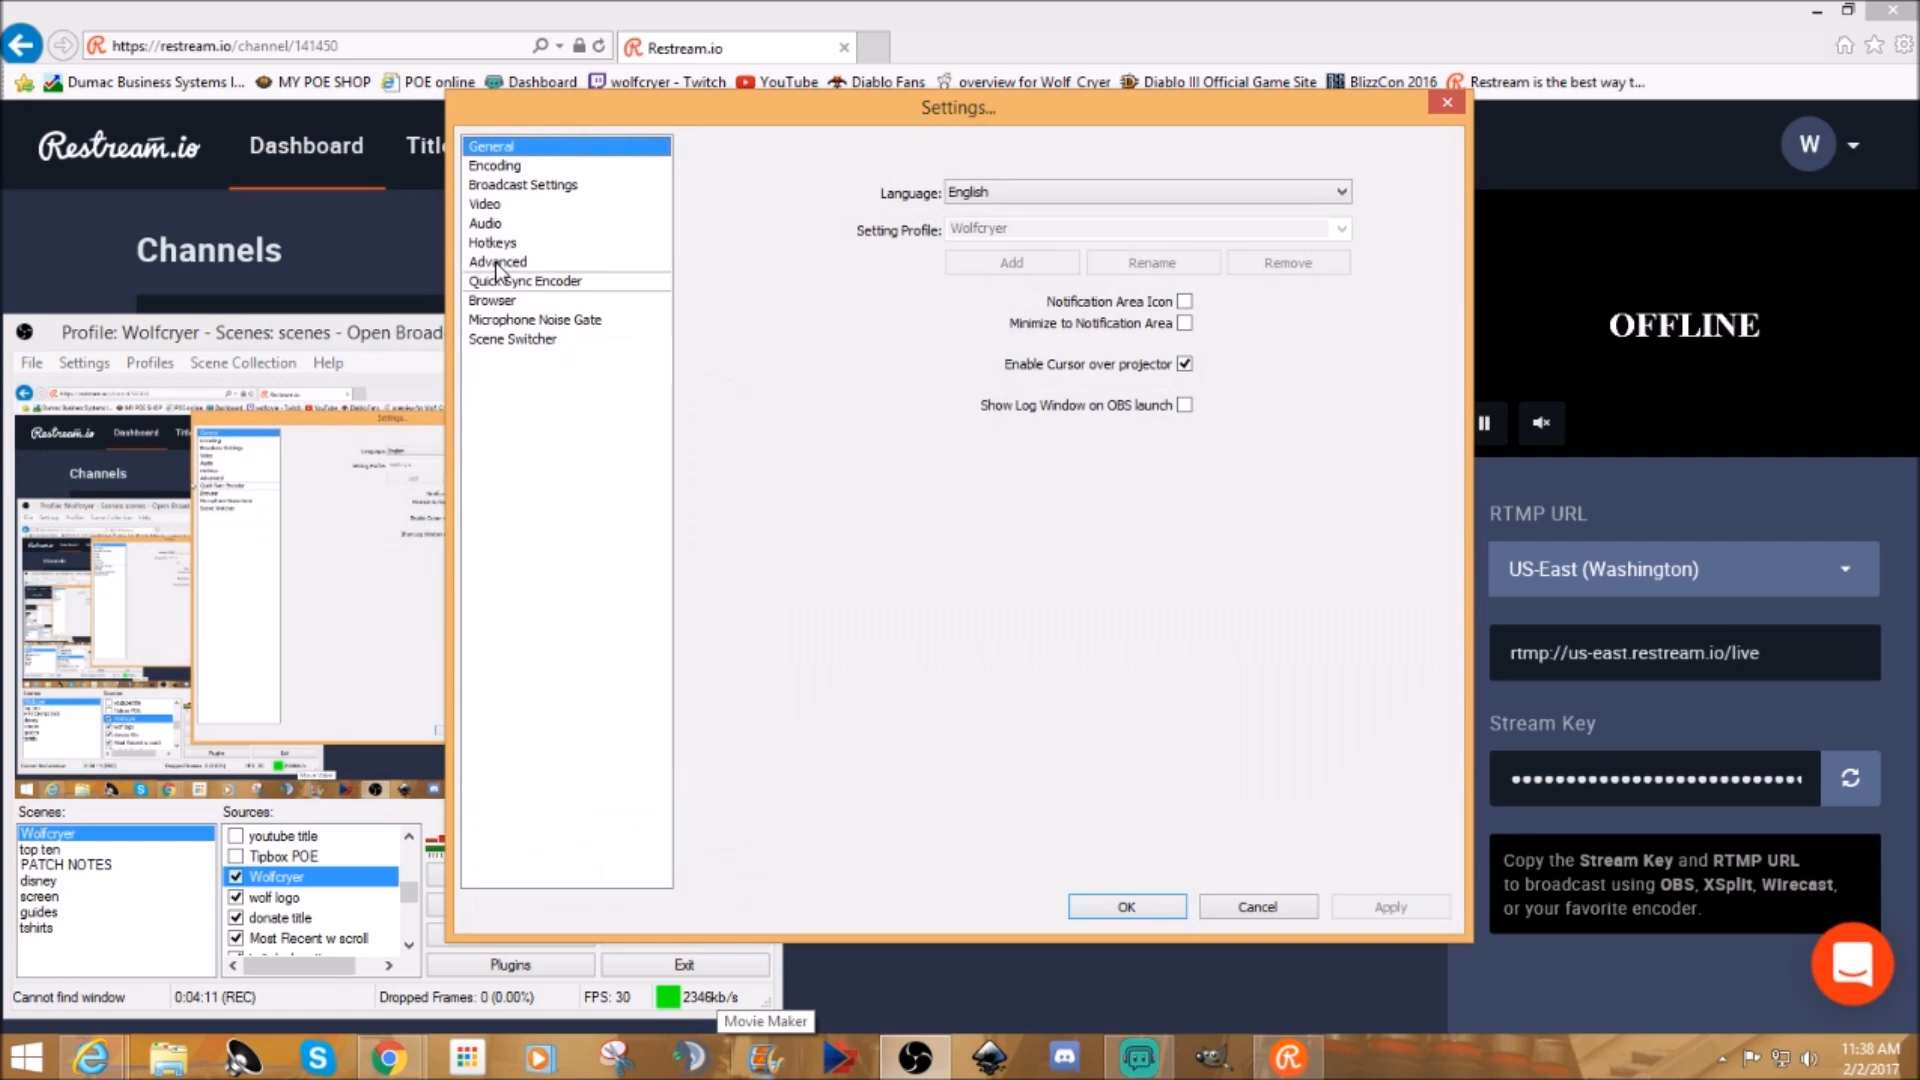 https://restream.io/channel/141450
Restream.io
Dumac Business Systems I...
MY POE SHOP
POE online
Dashboard
wolfcryer - Twitch
YouTube
Diablo Fans
overview for Wolf_Cryer
Diablo III Official Game Site
BlizzCon 2016
Restream is the best way t...
Restream.io
Dashboard
Titl
W
Settings...
General
Encoding
Broadcast Settings
Video
Audio
Hotkeys
Advanced
Quick Sync Encoder
Browser
Microphone Noise Gate
Scene Switcher
Language: English
Setting Profile: Wolfcryer
Add
Rename
Remove
Notification Area Icon
Minimize to Notification Area
Enable Cursor over projector
Show Log Window on OBS launch
OK
Cancel
Apply
Channels
Profile: Wolfcryer - Scenes: scenes - Open Broad
File
Settings
Profiles
Scene Collection
Help
Restream.io
Dashboard
Titl
Channels
Scenes:
Wolfcryer
top ten
PATCH NOTES
disney
screen
guides
tshirts
Sources:
youtube title
Tipbox POE
Wolfcryer
wolf logo
donate title
Most Recent w scroll
Plugins
Exit
Cannot find window
0:04:11 (REC)
Dropped Frames: 0 (0.00%)
FPS: 30
2346kb/s
Movie Maker
OFFLINE
RTMP URL
US-East (Washington)
rtmp://us-east.restream.io/live
Stream Key
Copy the Stream Key and RTMP URL
to broadcast using OBS, XSplit, Wirecast,
or your favorite encoder.
11:38 AM
2/2/2017